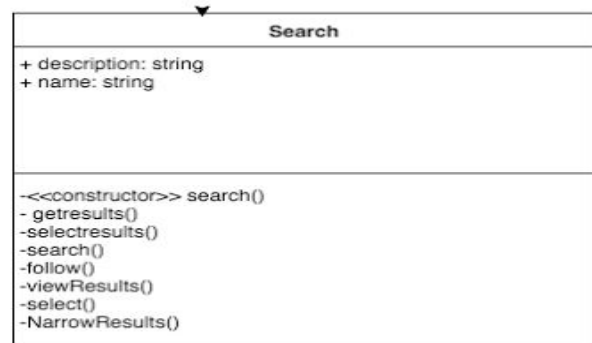 Search
+ description: string
+ name: string
-<<constructor>> search()
- getresults()
-selectresults()
-search()
-follow()
-viewResults()
-select()
-NarrowResults()